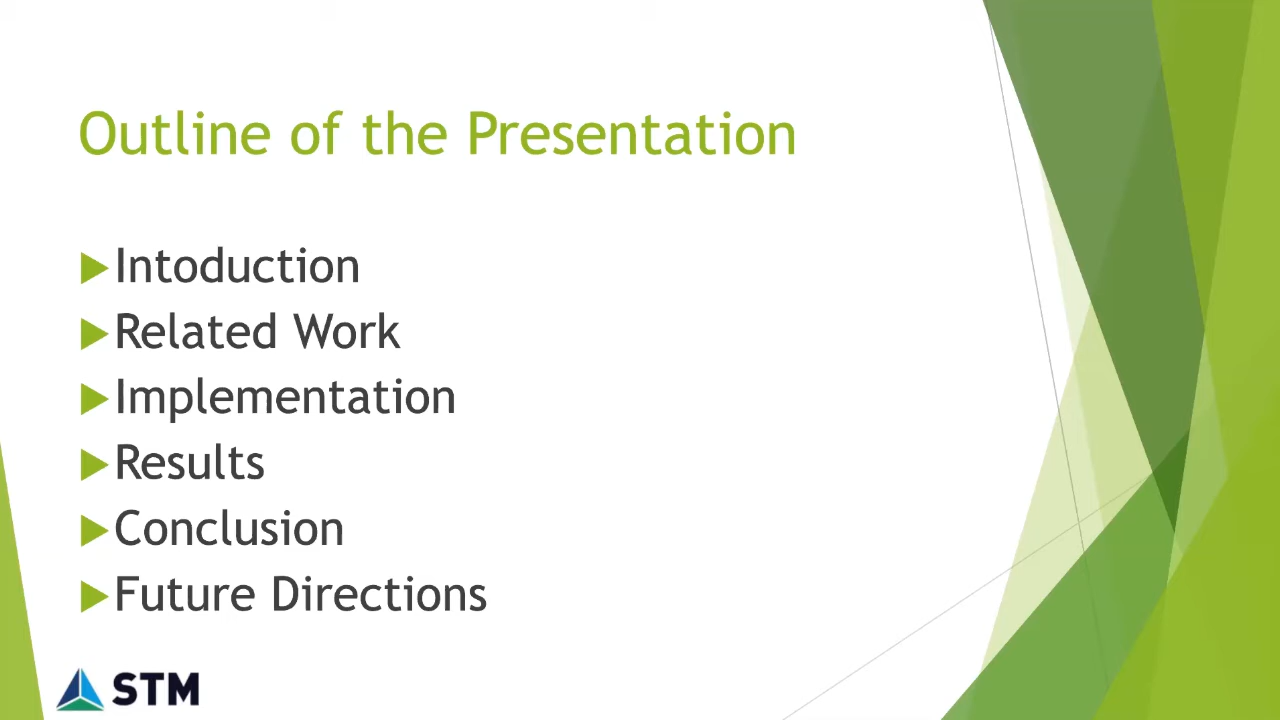 Outline of the Presentation
Intoduction
Related Work
Implementation
Results
Conclusion
Future Directions
STM